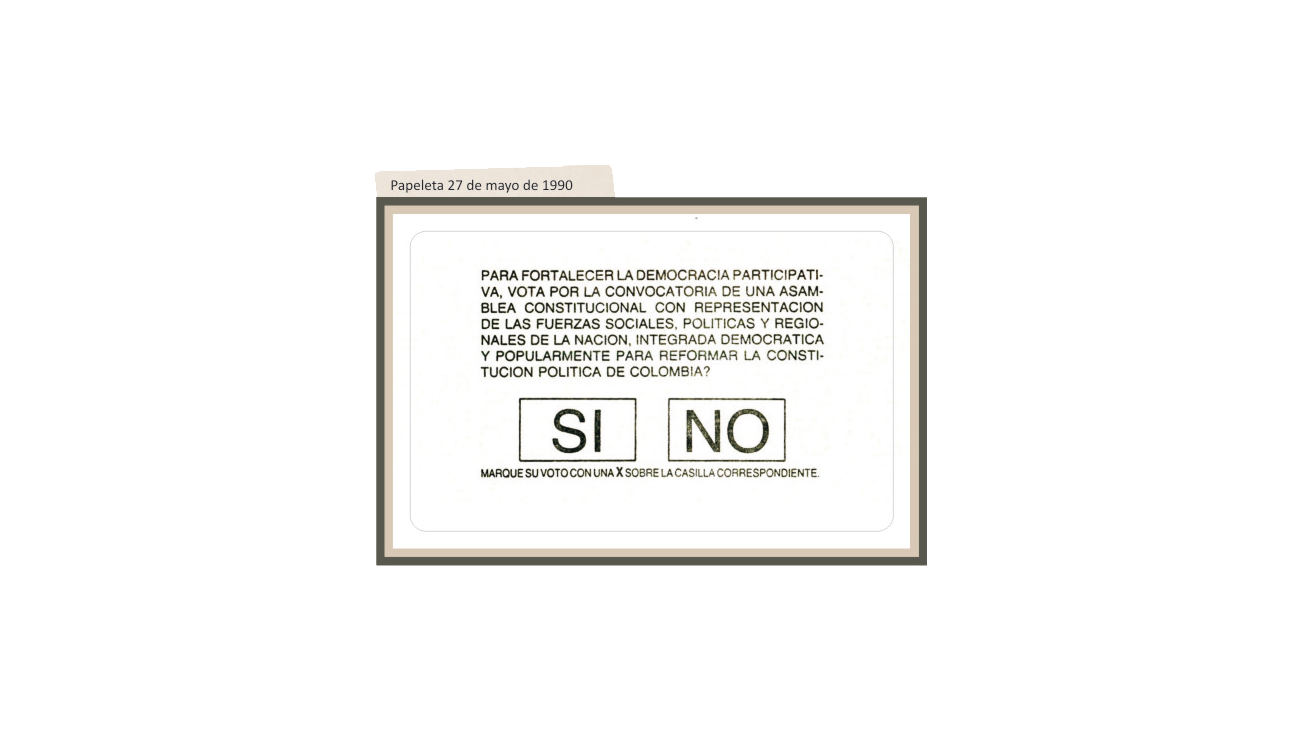 Papeleta 27 de mayo de 1990
PARA FORTALECER LA DEMOCRACIA PARTICIPATI-
VA, VOTA POR LA CONVOCATORIA DE UNA ASAM-
BLEA CONSTITUCIONAL CON REPRESENTACION
DE LAS FUERZAS SOCIALES, POLITICAS Y REGIO-
NALES DE LA NACION, INTEGRADA DEMOCRATICA
Y POPULARMENTE PARA REFORMAR LA CONSTI-
TUCION POLITICA DE COLOMBIA?
SI NO
MARQUE SU VOTO CON UNA X SOBRE LA CASILLA CORRESPONDIENTE.